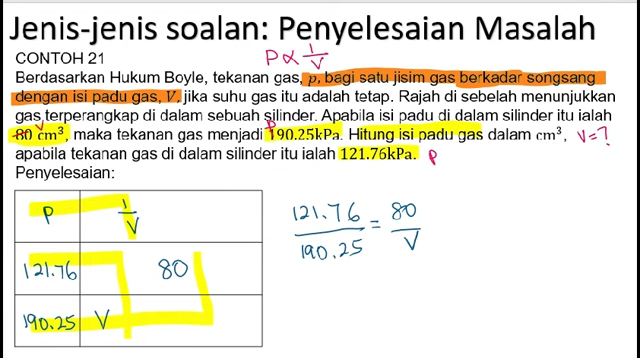 Jenis-jenis soalan: Penyelesaian Masalah
CONTOH 21
P ∝ 1/V
Berdasarkan Hukum Boyle, tekanan gas, p, bagi satu jisim gas berkadar songsang
dengan isi padu gas, V, jika suhu gas itu adalah tetap. Rajah di sebelah menunjukkan
gas terperangkap di dalam sebuah silinder. Apabila isi padu di dalam silinder itu ialah
V
P
80 cm³, maka tekanan gas menjadi 190.25kPa. Hitung isi padu gas dalam cm³, V=?
apabila tekanan gas di dalam silinder itu ialah 121.76kPa. P
Penyelesaian:
P 1/V
121.76 80
190.25 V
121.76/190.25 = 80/V